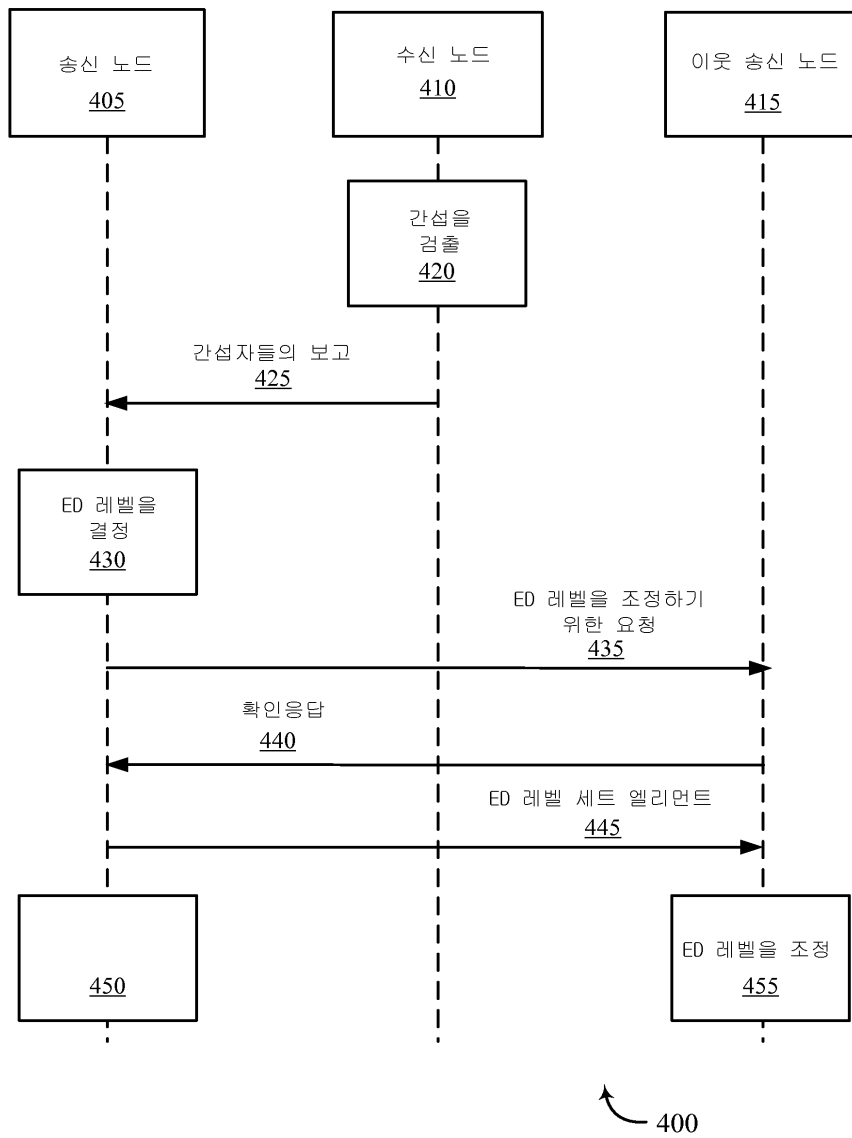 송신 노드
405
수신 노드
410
이웃 송신 노드
415
간섭을
검출
420
간섭자들의 보고
425
ED 레벨을
결정
430
ED 레벨을 조정하기
위한 요청
435
확인응답
440
ED 레벨 세트 엘리먼트
445
450
ED 레벨을 조정
455
400